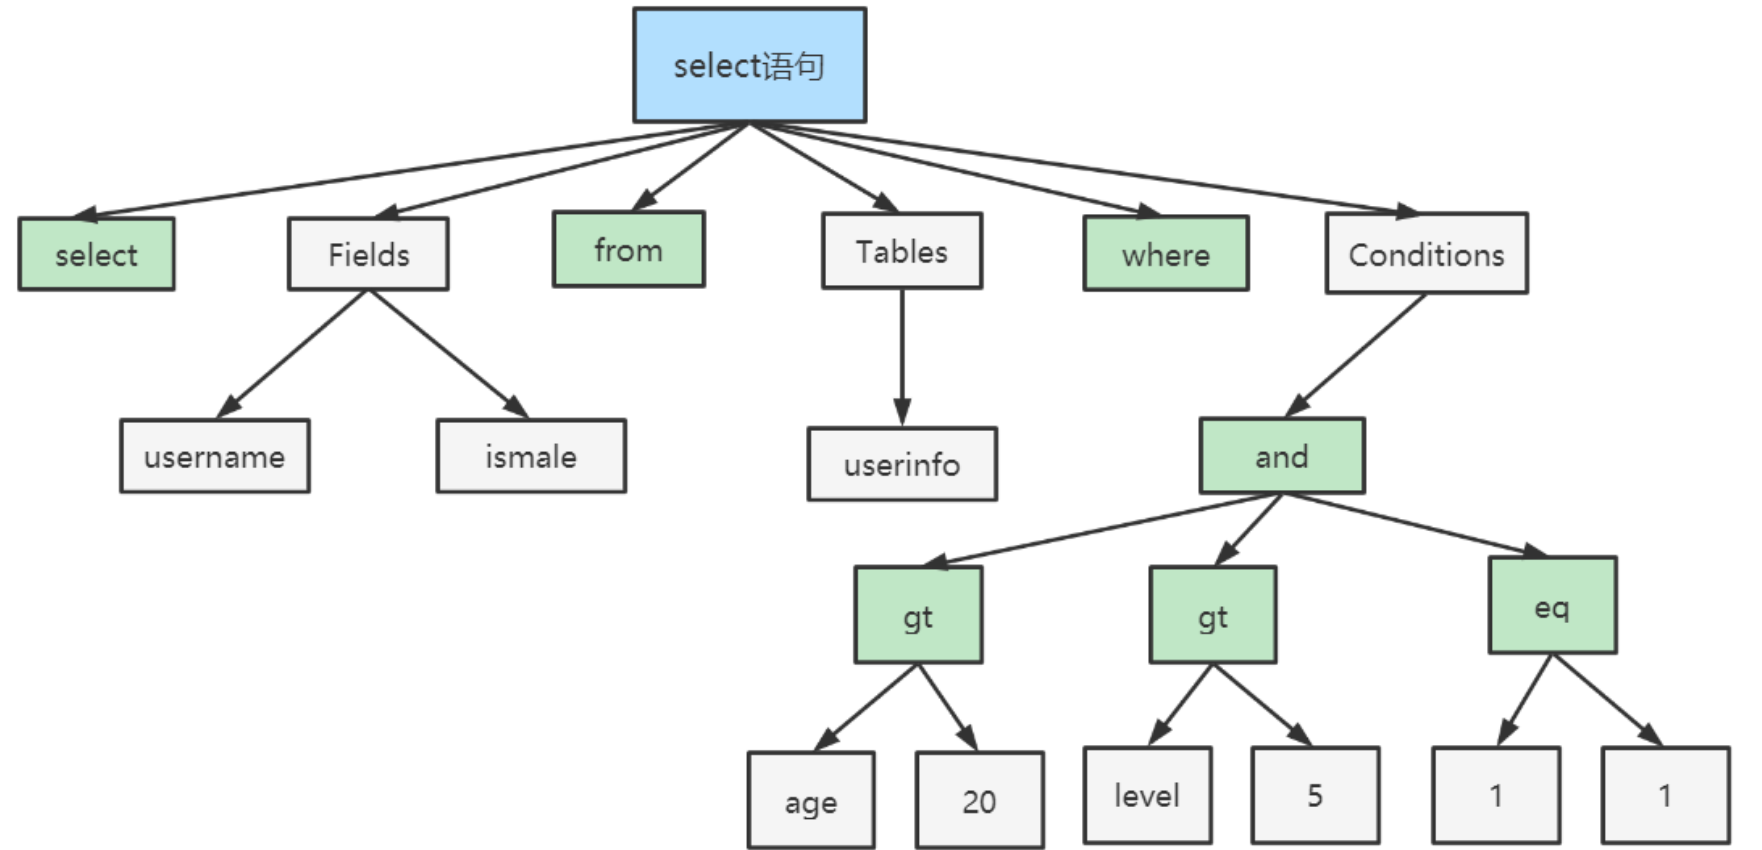 select语句
select
Fields
from
Tables
where
Conditions
username
ismale
userinfo
and
gt
gt
eq
age
20
level
5
1
1